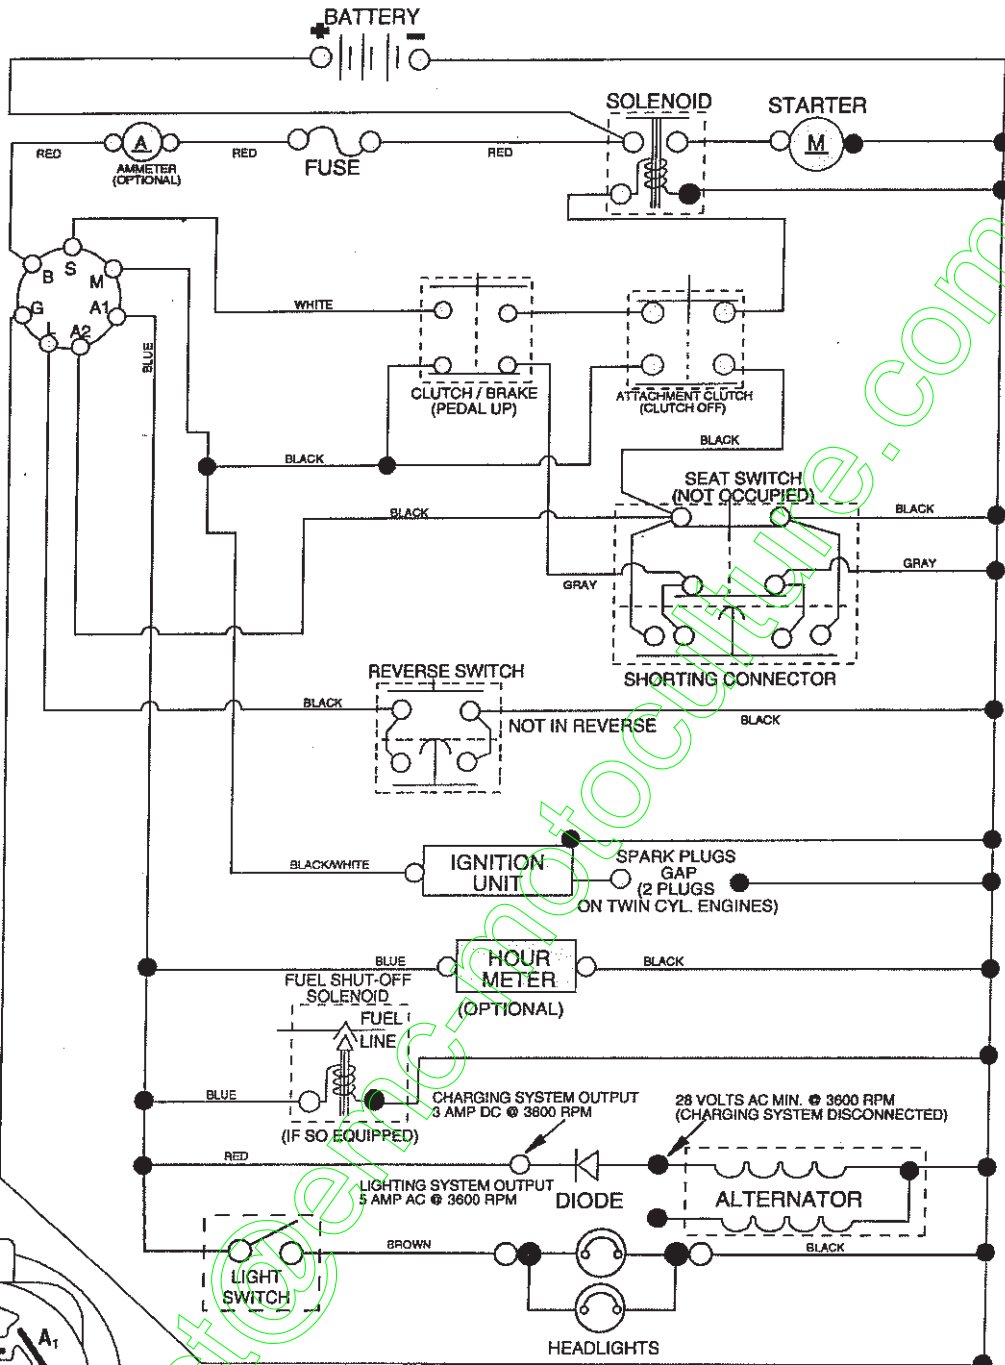 BATTERY
+ -
SOLENOID
STARTER
A
M
RED
RED
RED
AMMETER
(OPTIONAL)
FUSE
B
S
M
G
A1
L
A2
WHITE
BLUE
CLUTCH / BRAKE
(PEDAL UP)
ATTACHMENT CLUTCH
(CLUTCH OFF)
BLACK
BLACK
SEAT SWITCH
(NOT OCCUPIED)
BLACK
BLACK
GRAY
GRAY
SHORTING CONNECTOR
REVERSE SWITCH
BLACK
NOT IN REVERSE
BLACK
BLACK/WHITE
IGNITION
UNIT
SPARK PLUGS
GAP
(2 PLUGS
ON TWIN CYL. ENGINES)
BLUE
HOUR
METER
BLACK
(OPTIONAL)
FUEL SHUT-OFF
SOLENOID
FUEL
LINE
BLUE
(IF SO EQUIPPED)
CHARGING SYSTEM OUTPUT
3 AMP DC @ 3600 RPM
28 VOLTS AC MIN. @ 3600 RPM
(CHARGING SYSTEM DISCONNECTED)
RED
LIGHTING SYSTEM OUTPUT
5 AMP AC @ 3600 RPM
DIODE
ALTERNATOR
LIGHT
SWITCH
BROWN
BLACK
HEADLIGHTS
A1
@emc-motoculture.com